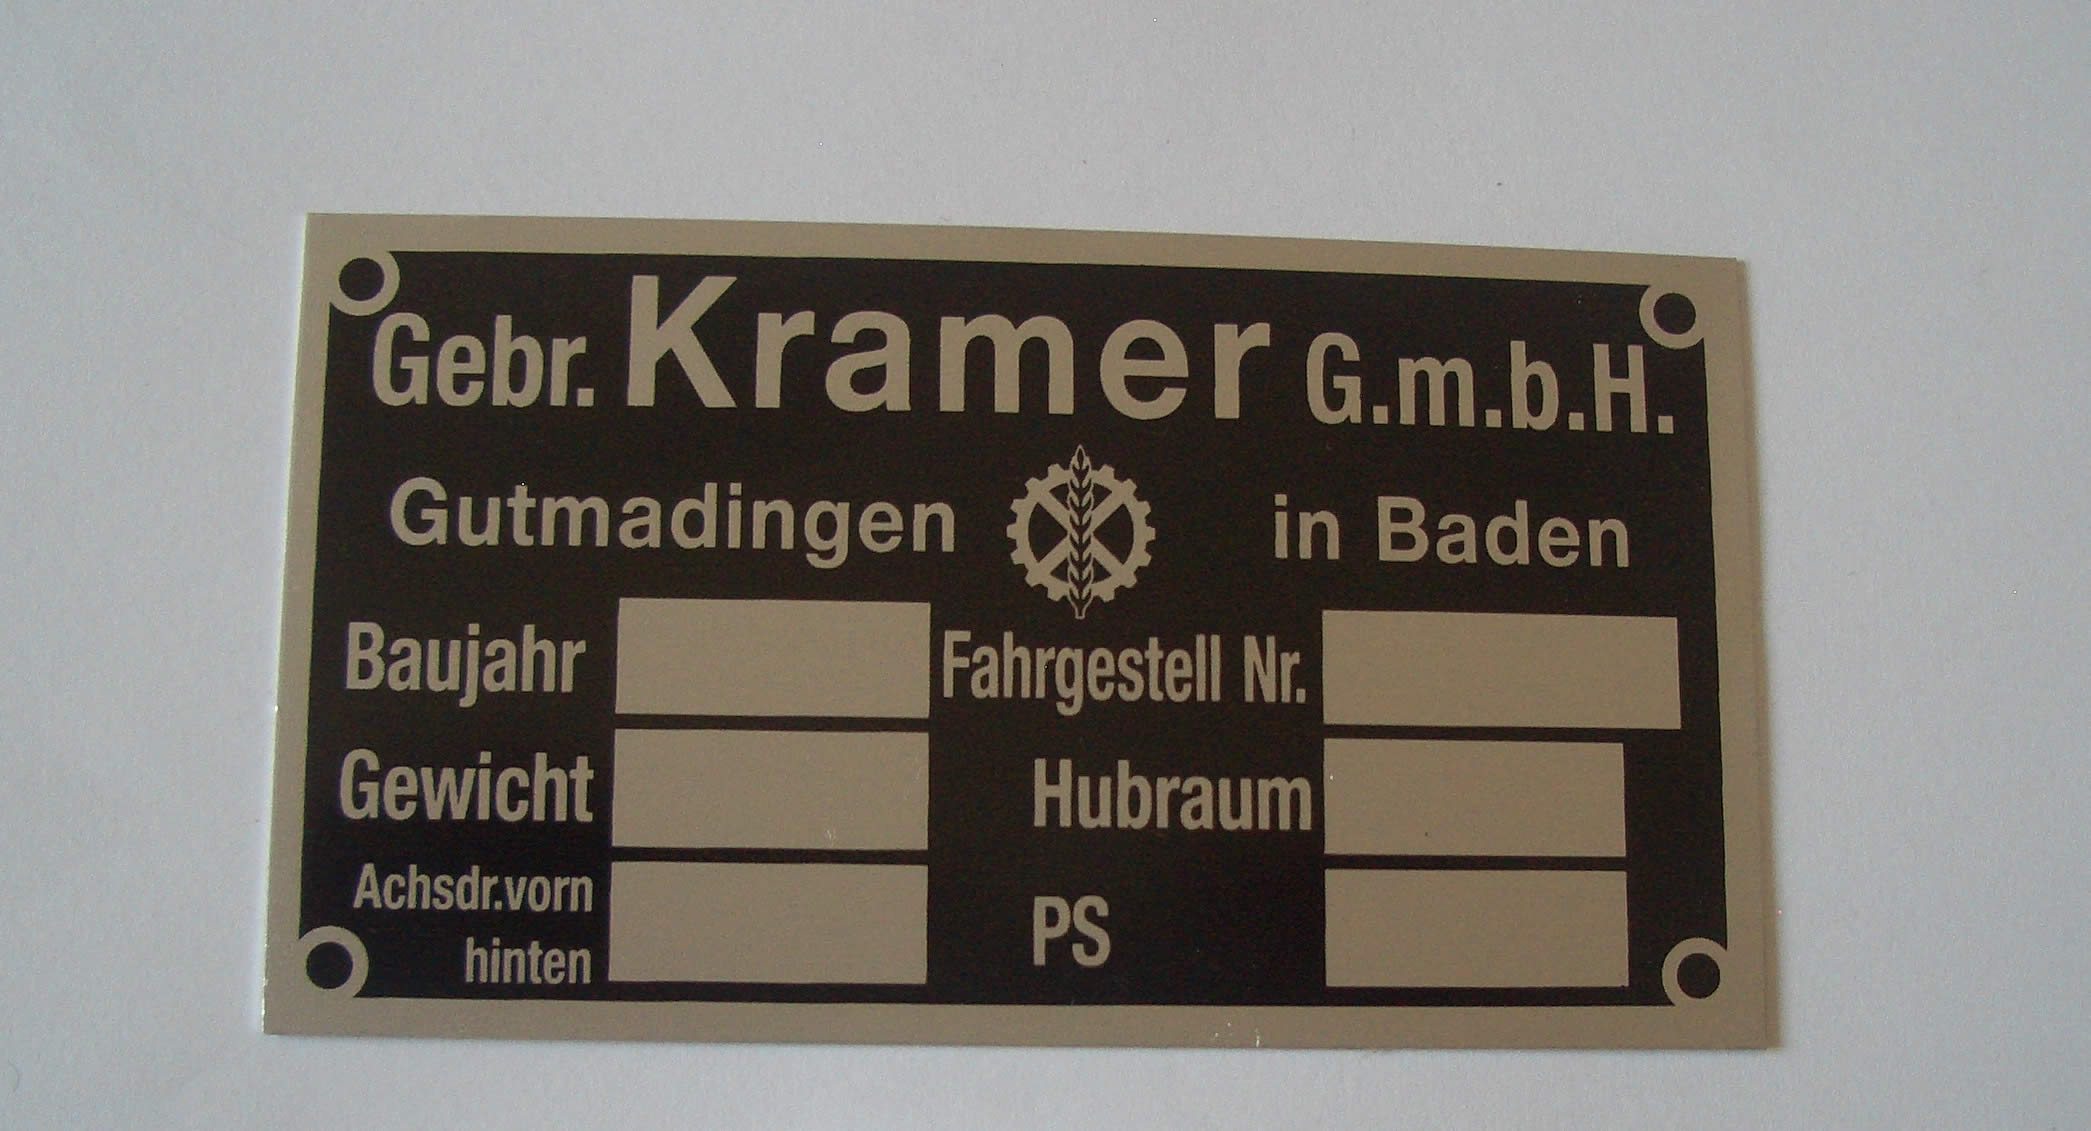 Gebr. Kramer G.m.b.H.
Gutmadingen in Baden
Baujahr Fahrgestell Nr.
Gewicht Hubraum
Achsdr.vorn
hinten PS